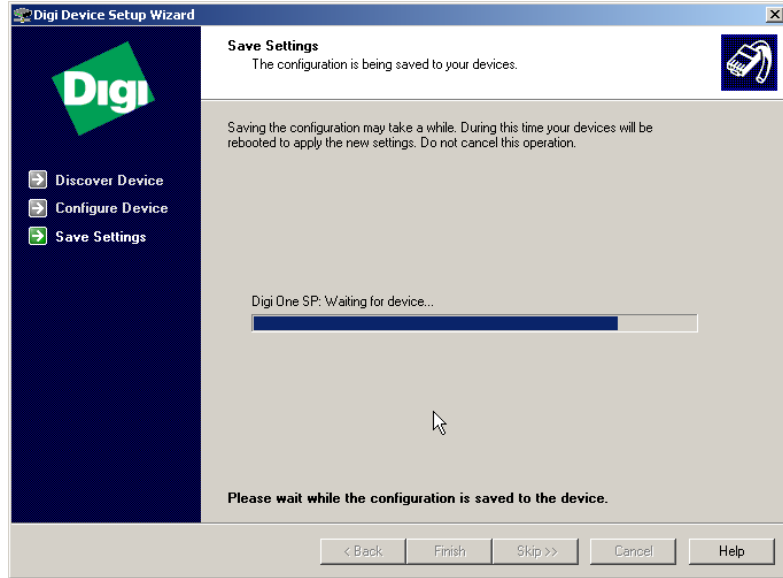 Digi Device Setup Wizard
Digi
Save Settings
The configuration is being saved to your devices.
Saving the configuration may take a while. During this time your devices will be
rebooted to apply the new settings. Do not cancel this operation.
Discover Device
Configure Device
Save Settings
Digi One SP: Waiting for device...
Please wait while the configuration is saved to the device.
< Back
Finish
Skip >>
Cancel
Help